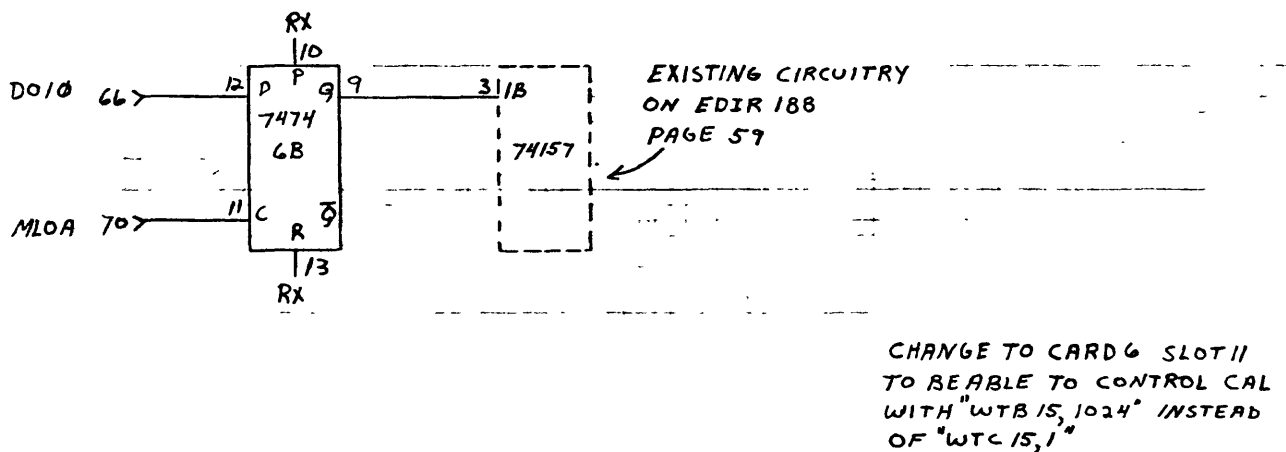 RX
10
DO1Ø 66 12 D P Q 9 3 1B
7474
6B
74157
EXISTING CIRCUITRY
ON EDIR 188
PAGE 59
MLOA 70 11 C Q̅
R
13
RX
CHANGE TO CARD 6 SLOT 11
TO BE ABLE TO CONTROL CAL
WITH "WTB 15, 1024" INSTEAD
OF "WTC 15, 1"